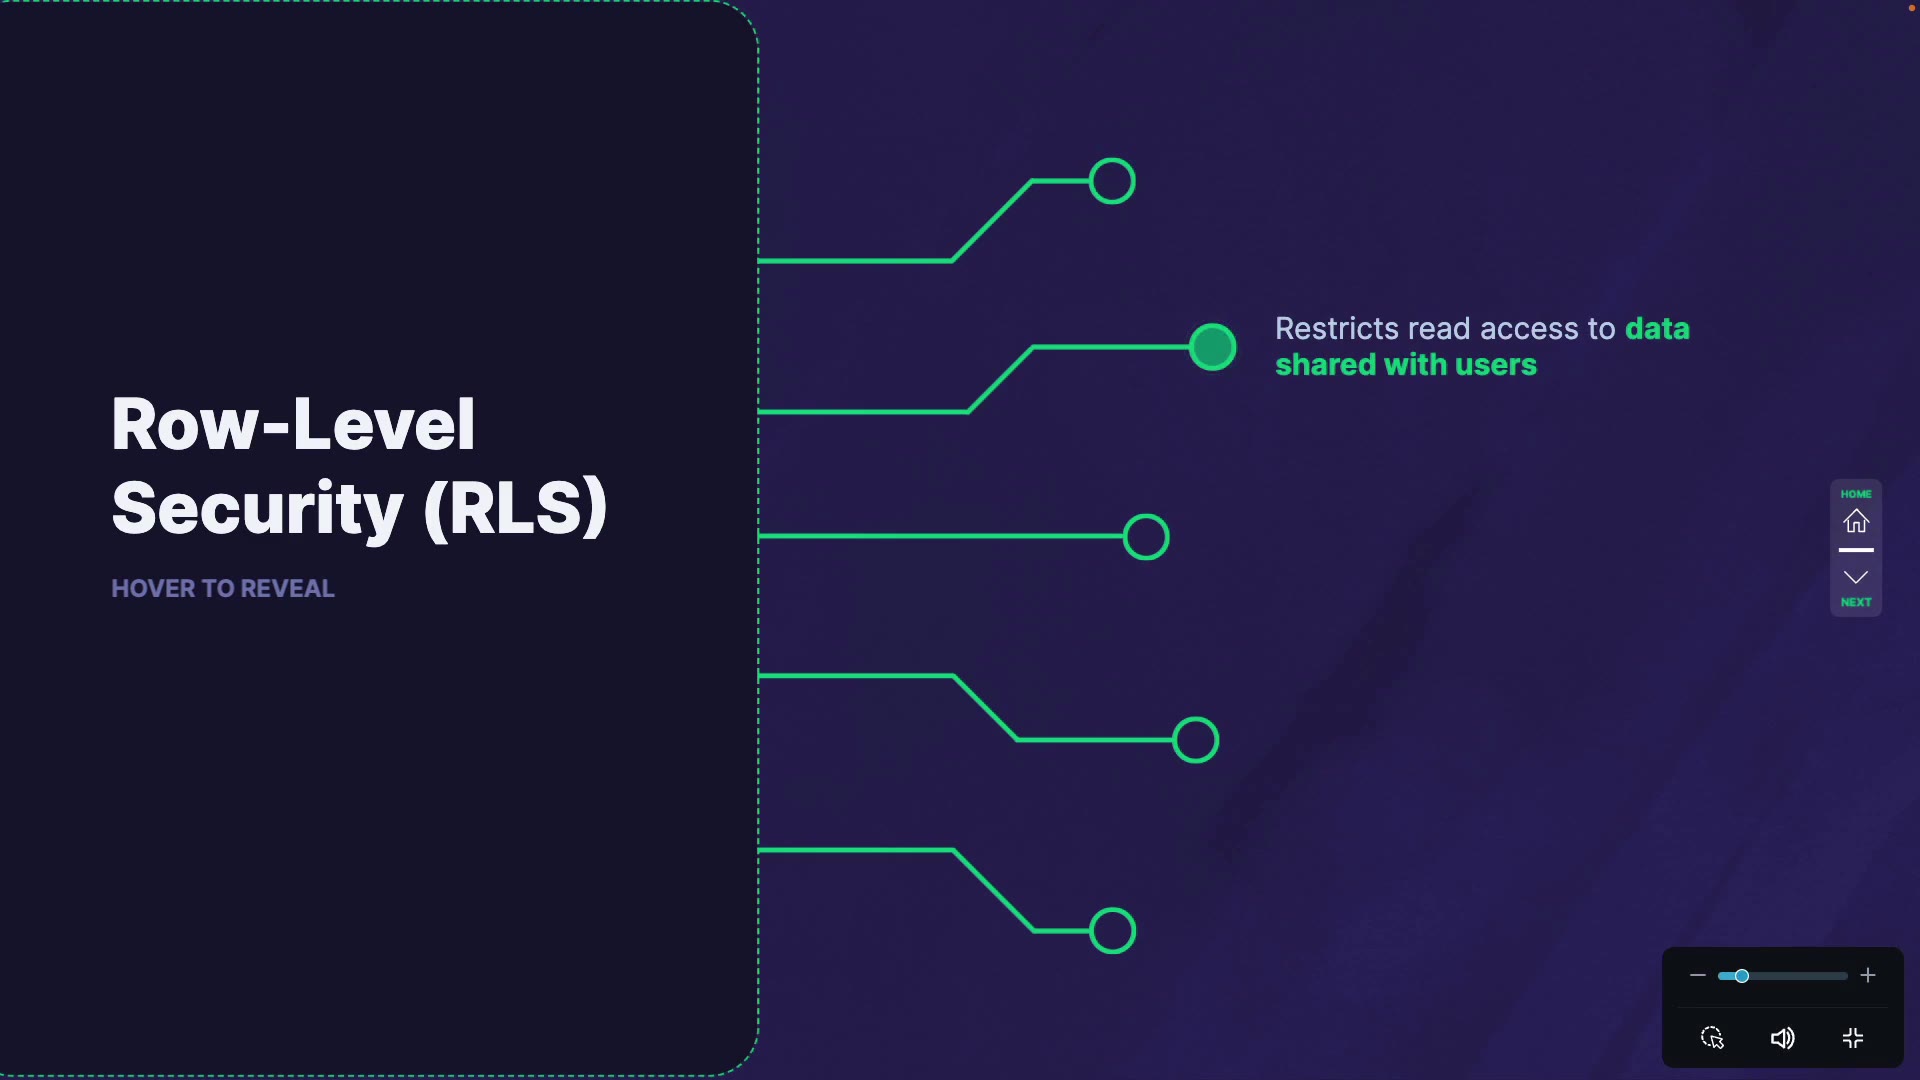 Row-Level
Security (RLS)
HOVER TO REVEAL
Restricts read access to data
shared with users
HOME
NEXT